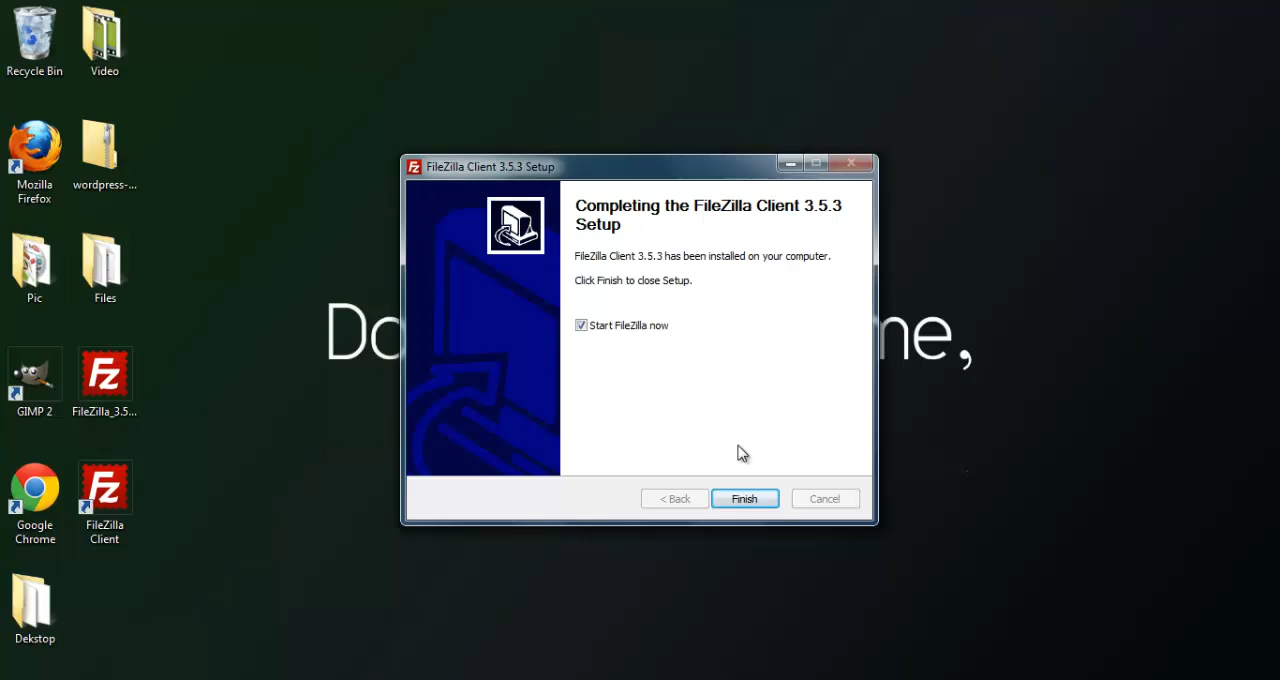 Recycle Bin
Video
Mozilla
Firefox
wordpress-...
Pic
Files
GIMP 2
FileZilla_3.5...
Google
Chrome
FileZilla
Client
Dekstop
FileZilla Client 3.5.3 Setup
Completing the FileZilla Client 3.5.3
Setup
FileZilla Client 3.5.3 has been installed on your computer.
Click Finish to close Setup.
Start FileZilla now
< Back
Finish
Cancel